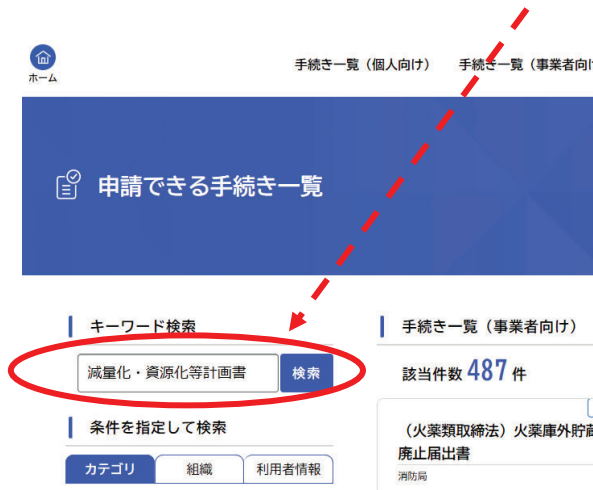 ホーム
手続き一覧（個人向け）
手続き一覧（事業者向け
申請できる手続き一覧
キーワード検索
減量化・資源化等計画書
検索
条件を指定して検索
カテゴリ
組織
利用者情報
手続き一覧（事業者向け）
該当件数 487 件
（火薬類取締法）火薬庫外貯蔵
廃止届出書
消防局